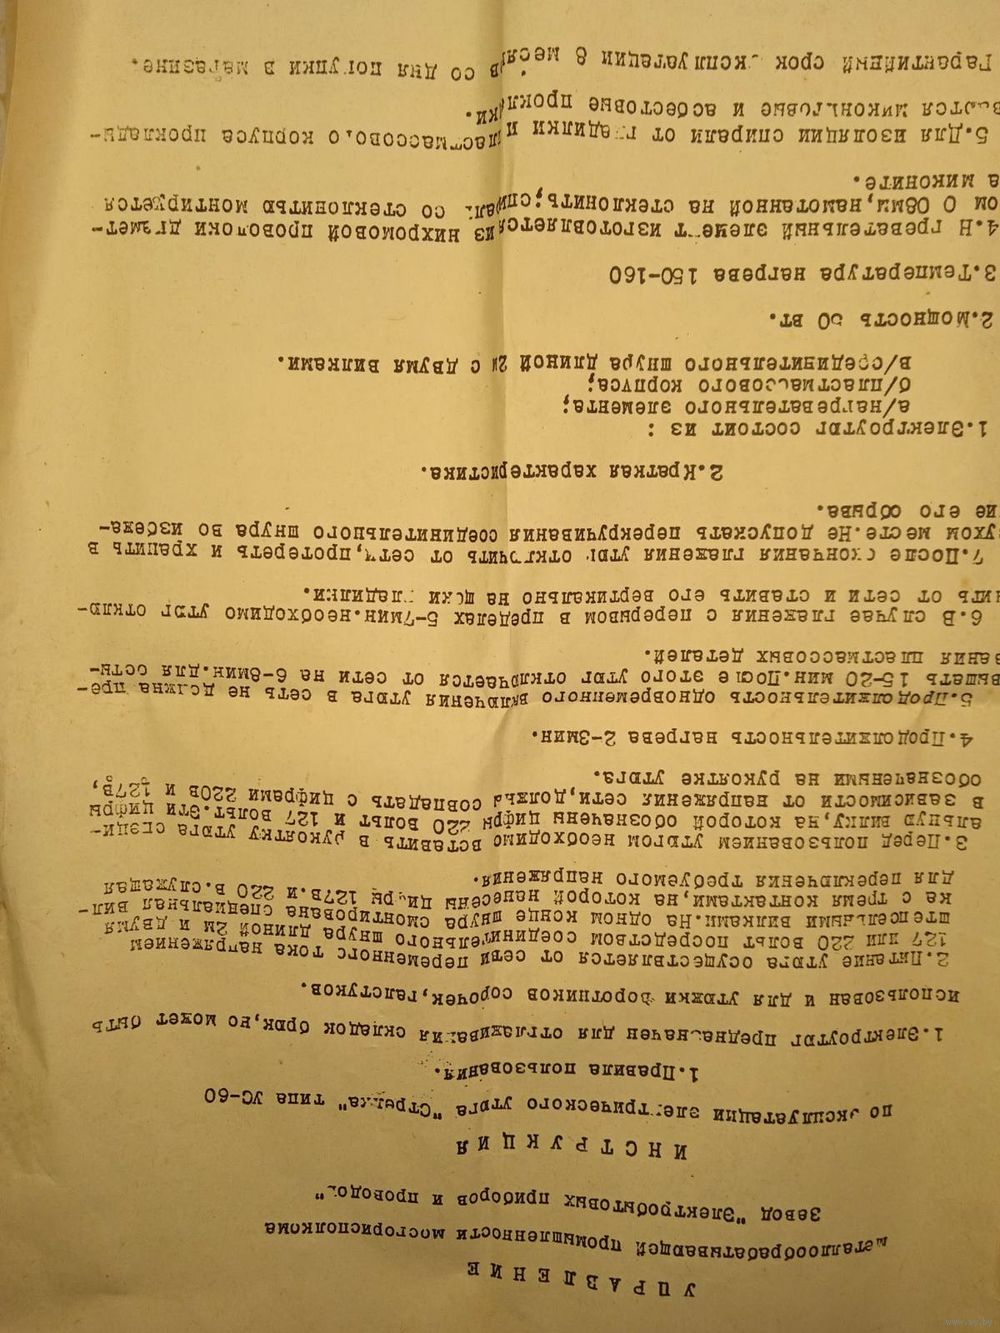 УПРАВЛЕНИЕ
металлообрабатывающей промышленности мосгорисполкома
Завод "Электробытовых приборов и проводов"
ИНСТРУКЦИЯ
по эксплуатации электрического утюга "Стрелка" типа УС-60
1.Правила пользования.
1.Электроутюг предназначен для отглаживания складок брюк,он может быть
использован и для утюжки воротников сорочек,галстуков.
2.Питание утюга осуществляется от сети переменного тока напряжением
127 или 220 вольт посредством соединительного шнура длиной 2м и двумя
штепсельными вилками.На одном конце шнура смонтирована специальная вил-
ка с тремя контактами,на которой нанесены цифры 127в.и 220 в.служащая
для переключения требуемого напряжения.
3.Перед пользованием утюгом необходимо вставить в рукоятку утюга специ-
альную вилку,на которой обозначены цифры 220 вольт и 127 вольт.эти цифры
в зависимости от напряжения сети,должны совпадать с цифрами 220в и 127в,
обозначенными на рукоятке утюга.
4.Продолжительность нагрева 2-3мин.
5.Продолжительность одновременного включения утюга в сеть не должна пре-
вышать 15-20 мин.После этого утюг отключается от сети на 6-8мин.для осты-
вания пластмассовых деталей.
6.В случае глажения с перерывом в пределах 5-7мин.необходимо утюг отклю-
чить от сети и ставить его вертикально на щеки гладилки.
7.После окончания глажения утюг отключить от сети,протереть и хранить в
сухом месте.Не допускать перекручивания соединительного шнура во избежа-
ние его обрыва.
2.Краткая характеристика.
1.Электроутюг состоит из :
а/нагревательного элемента;
б/пластмассового корпуса;
в/соединительного шнура длиной 2м с двумя вилками.
2.Мощность 60 вт.
3.Температура нагрева 150-160
4.Н гревательный элемент изготовляется из нихромовой проволоки диамет-
ром 0 08мм,намотанной на стеклонить,спираль со стеклонитью монтируется
в миконите.
5.Для изоляции спирали от гладилки и пластмассового корпуса прокладн-
ваются миконитовые и асбестовые прокладки.
Гарантийный срок эксплуатации 6 месяцев со дня покупки в магазине.
www.ay.by